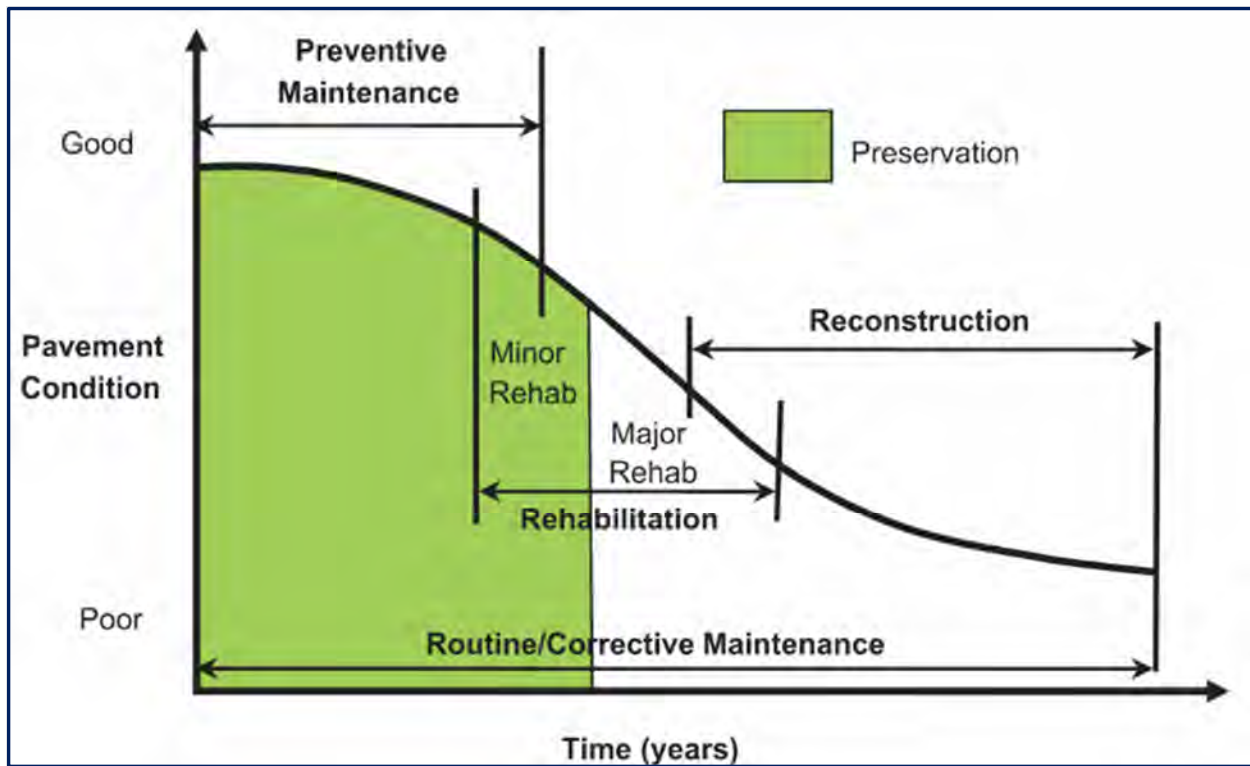 Preventive
Maintenance
Good
Preservation
Reconstruction
Pavement
Condition
Minor
Rehab
Major
Rehab
Rehabilitation
Poor
Routine/Corrective Maintenance
Time (years)